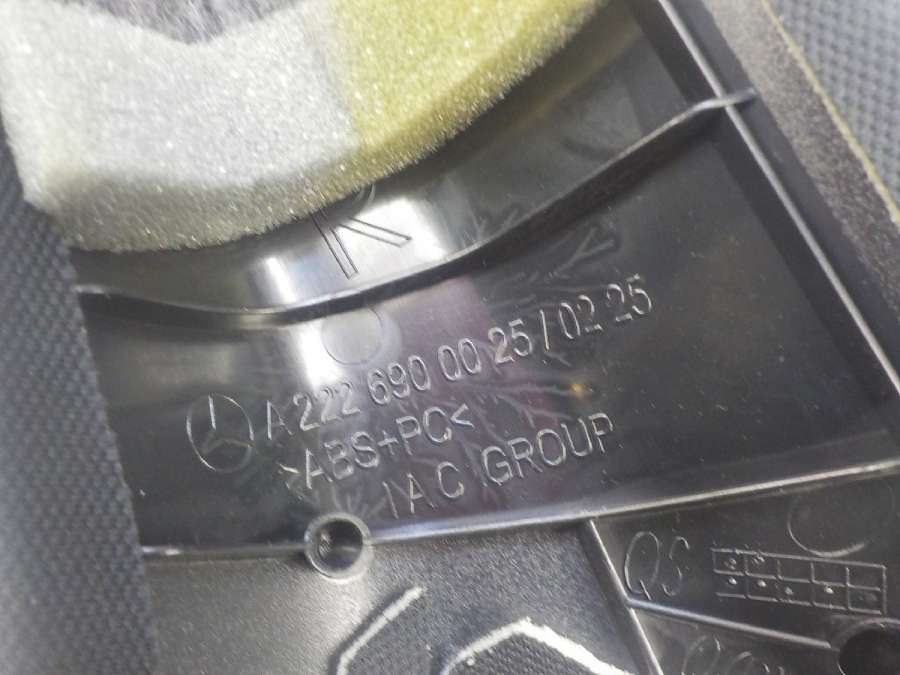 R
A 222 690 00 25/02 25
>ABS+PC<
IAC GROUP
QS